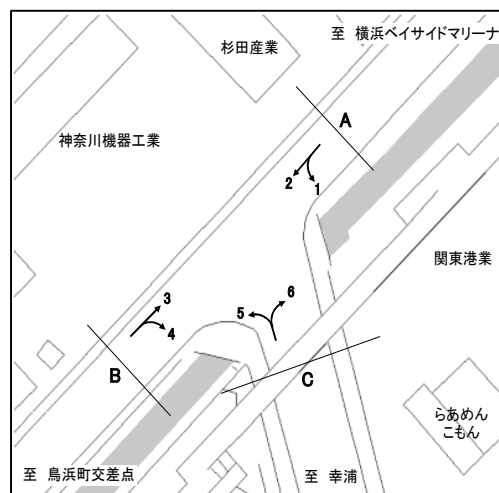 至 横浜ベイサイドマリーナ
杉田産業
A
神奈川機器工業
2
1
関東港業
3
6
5
4
B
C
らあめん
こもん
至 鳥浜町交差点
至 幸浦